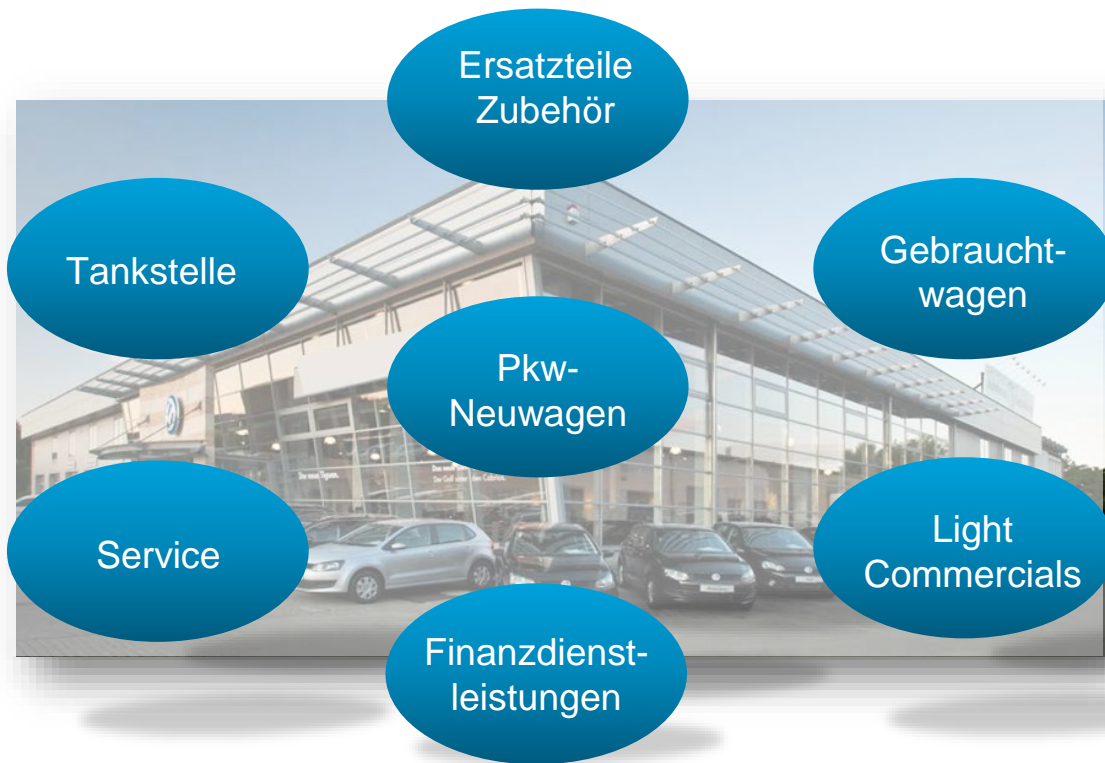 Ersatzteile
Zubehör
Tankstelle
Gebraucht-
wagen
Pkw-
Neuwagen
Service
Light
Commercials
Finanzdienst-
leistungen